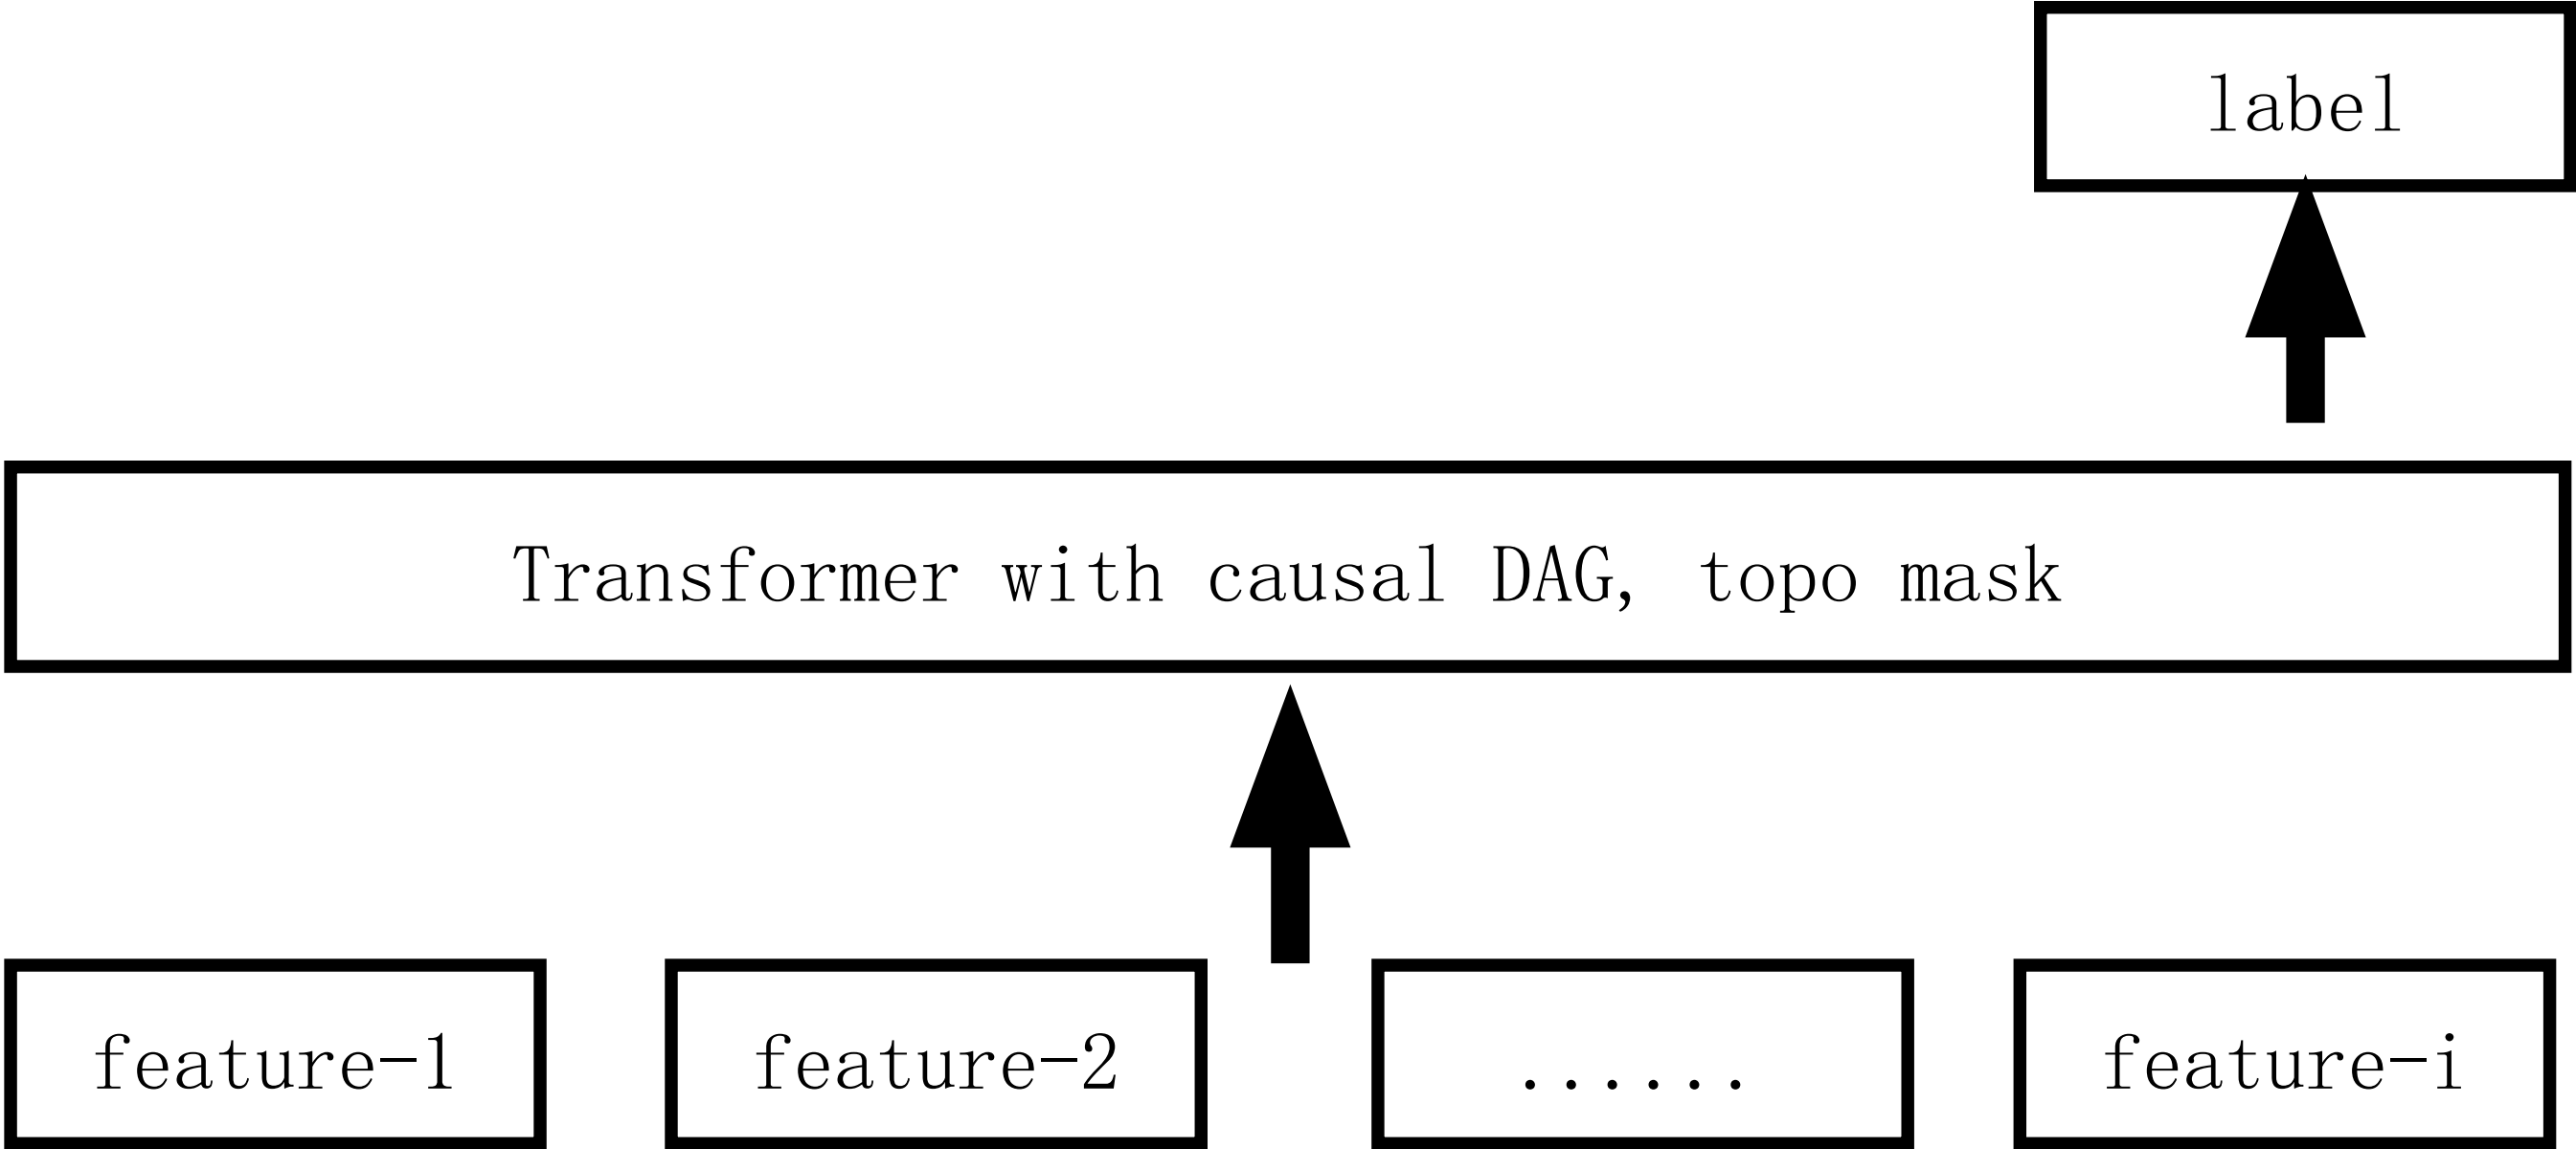 label
Transformer with causal DAG, topo mask
feature-1
feature-2
......
feature-i